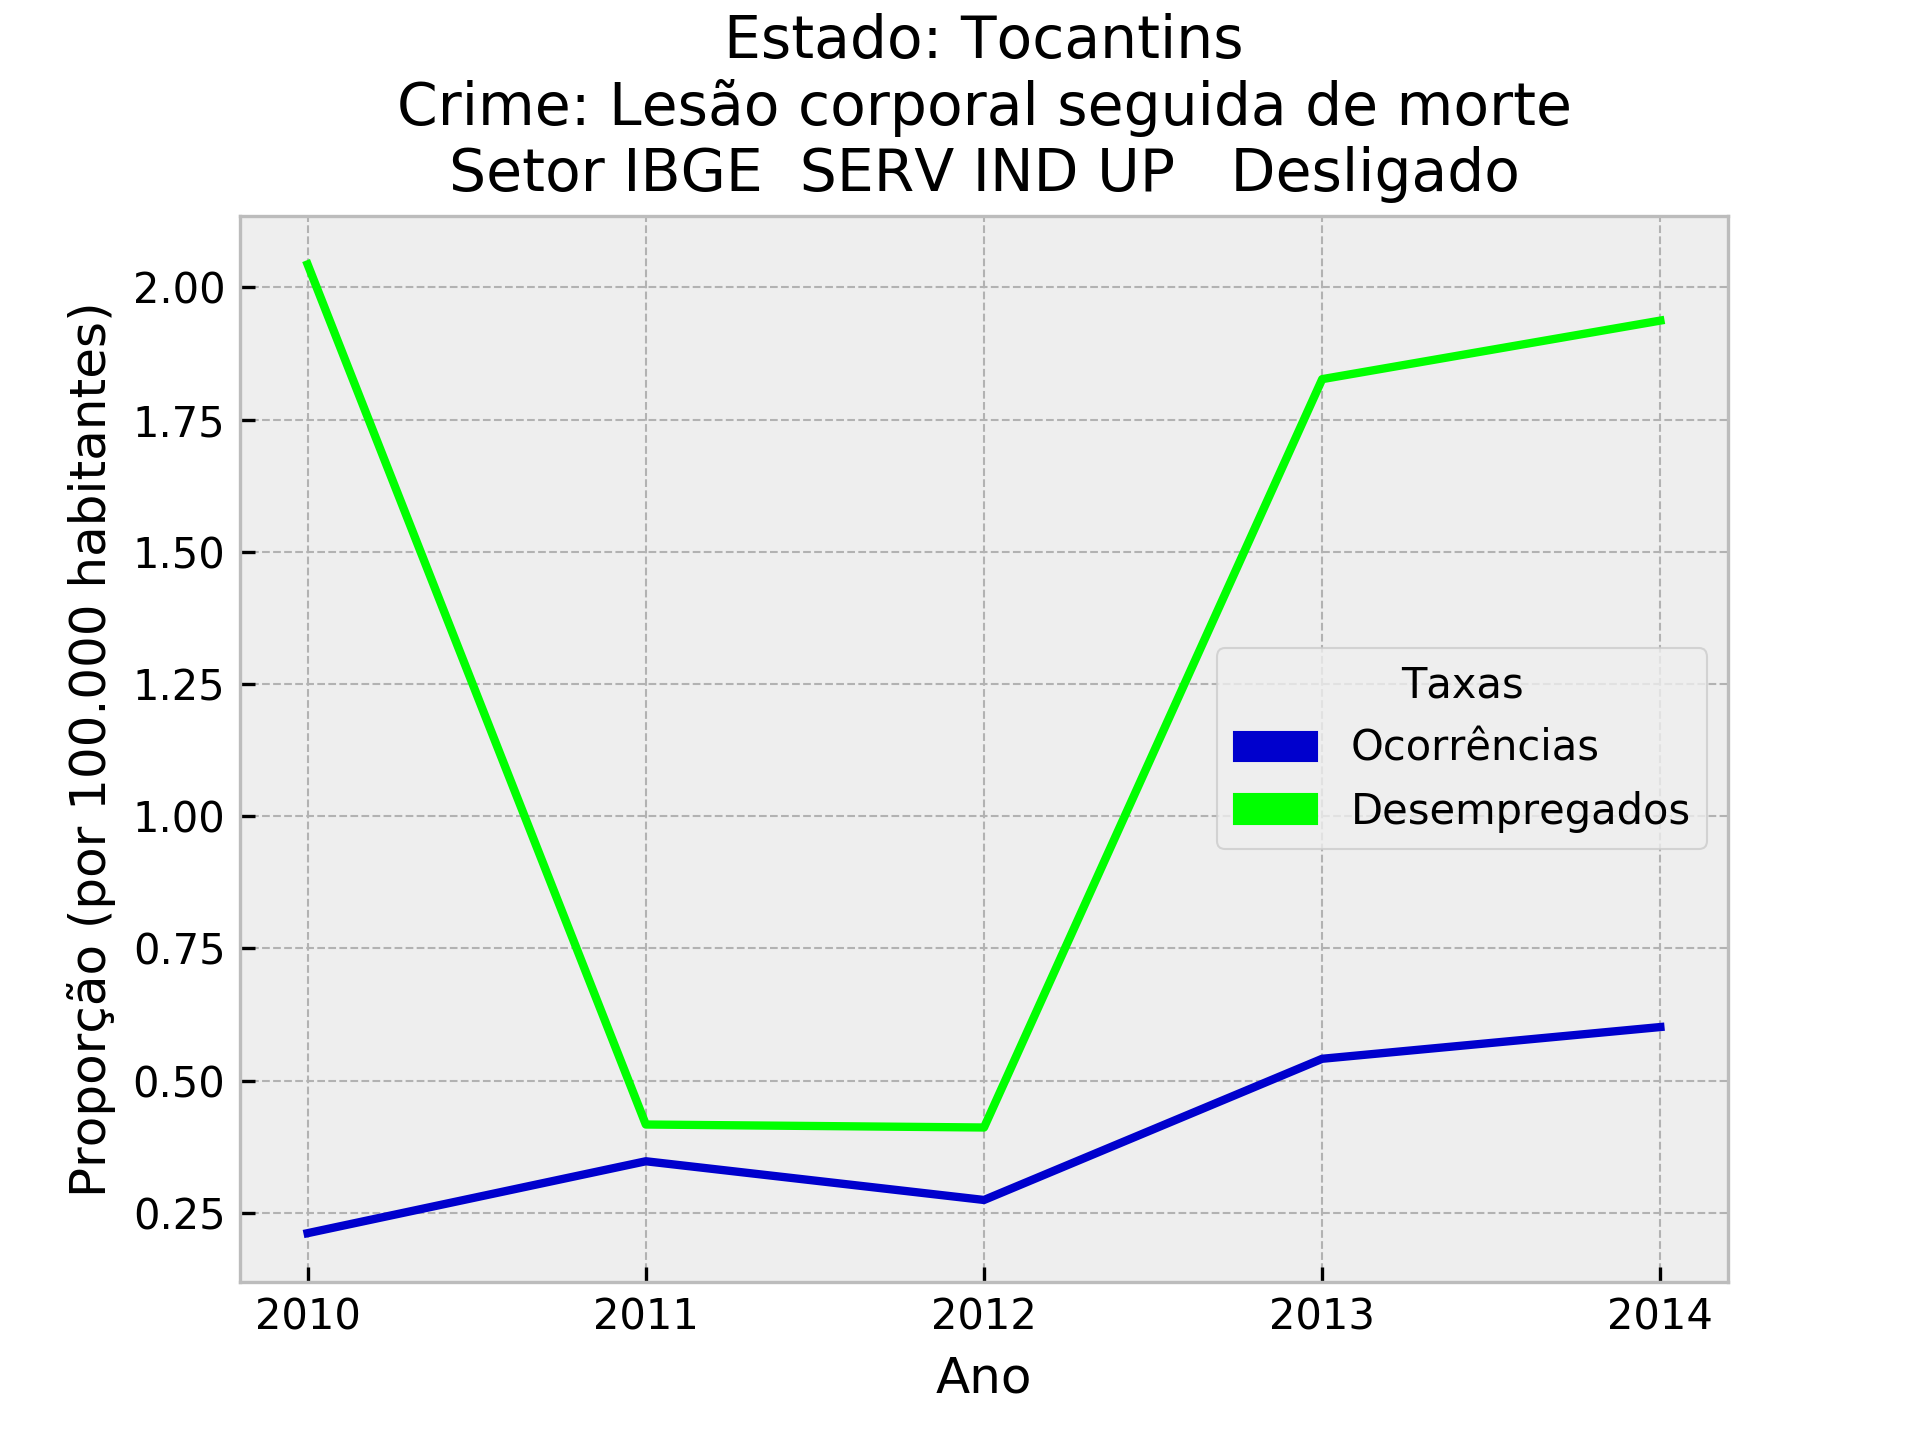 Estado: Tocantins
Crime: Lesão corporal seguida de morte
Setor IBGE  SERV IND UP   Desligado
Proporção (por 100.000 habitantes)
2.00
1.75
1.50
1.25
1.00
0.75
0.50
0.25
Taxas
Ocorrências
Desempregados
2010 2011 2012 2013 2014
Ano